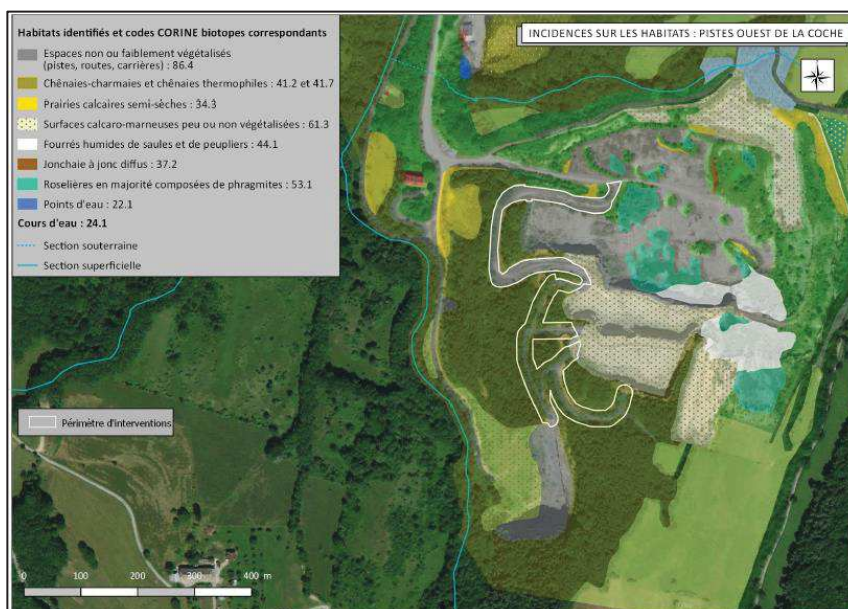 Habitats identifiés et codes CORINE biotopes correspondants
Espaces non ou faiblement végétalisés
(pistes, routes, carrières) : 86.4
Chênaies-charmaies et chênaies thermophiles : 41.2 et 41.7
Prairies calcaires semi-sèches : 34.3
Surfaces calcaro-marneuses peu ou non végétalisées : 61.3
Fourrés humides de saules et de peupliers : 44.1
Jonchaie à jonc diffus : 37.2
Roselières en majorité composées de phragmites : 53.1
Points d'eau : 22.1
Cours d'eau : 24.1
Section souterraine
Section superficielle
INCIDENCES SUR LES HABITATS : PISTES OUEST DE LA COCHE
Périmètre d'interventions
0 100 200 300 400 m